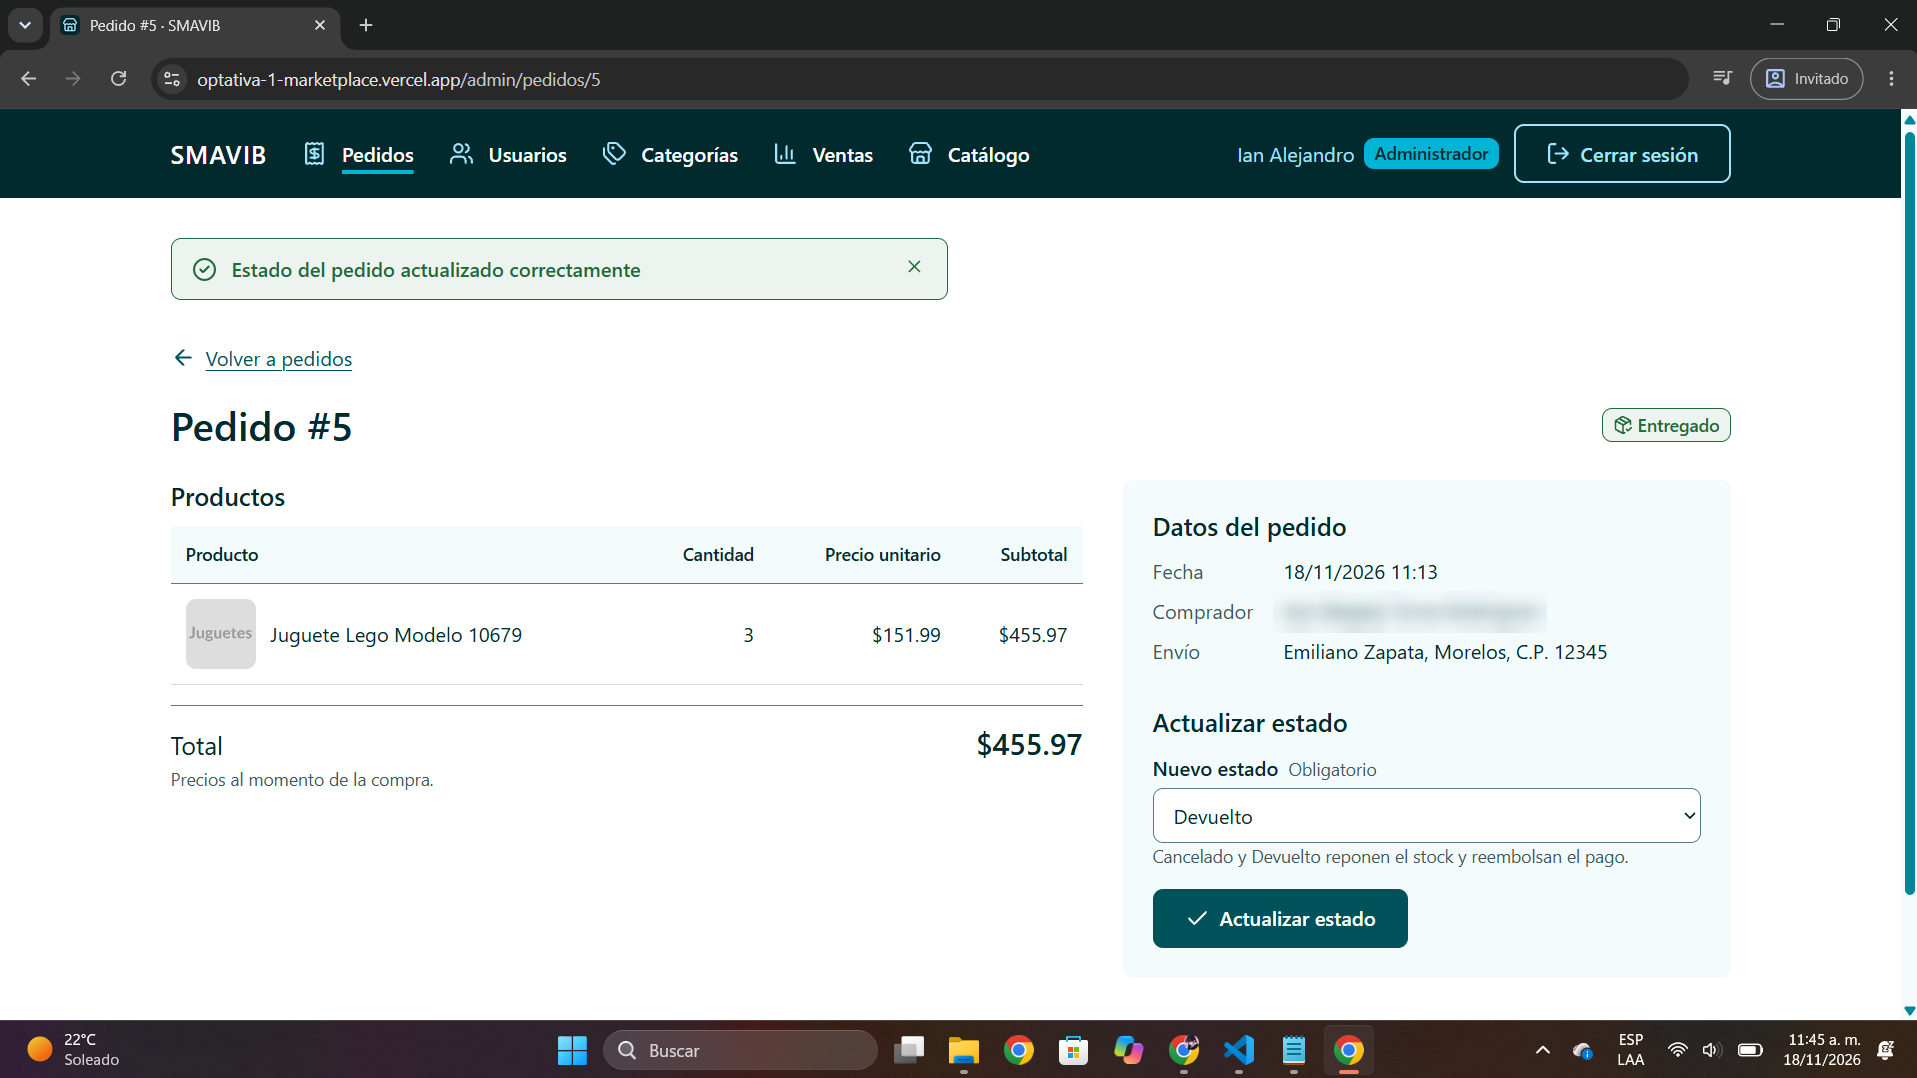 Pedido #5 · SMAVIB
optativa-1-marketplace.vercel.app/admin/pedidos/5
Invitado
SMAVIB
Pedidos
Usuarios
Categorías
Ventas
Catálogo
Ian Alejandro
Administrador
Cerrar sesión
Estado del pedido actualizado correctamente
Volver a pedidos
Pedido #5
Entregado
Productos
Producto Cantidad Precio unitario Subtotal
Juguetes
Juguete Lego Modelo 10679 3 $151.99 $455.97
Total $455.97
Precios al momento de la compra.
Datos del pedido
Fecha 18/11/2026 11:13
Comprador
Envío Emiliano Zapata, Morelos, C.P. 12345
Actualizar estado
Nuevo estado Obligatorio
Devuelto
Cancelado y Devuelto reponen el stock y reembolsan el pago.
Actualizar estado
22°C
Soleado
Buscar
ESP
LAA
11:45 a. m.
18/11/2026